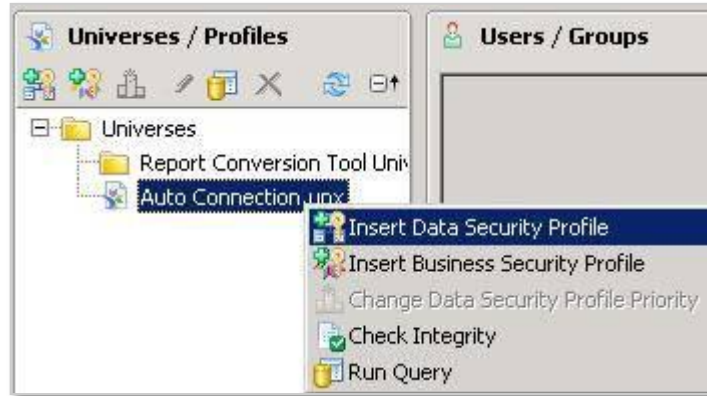 Universes / Profiles
Users / Groups
Universes
Report Conversion Tool Univ
Auto Connection.unx
Insert Data Security Profile
Insert Business Security Profile
Change Data Security Profile Priority
Check Integrity
Run Query